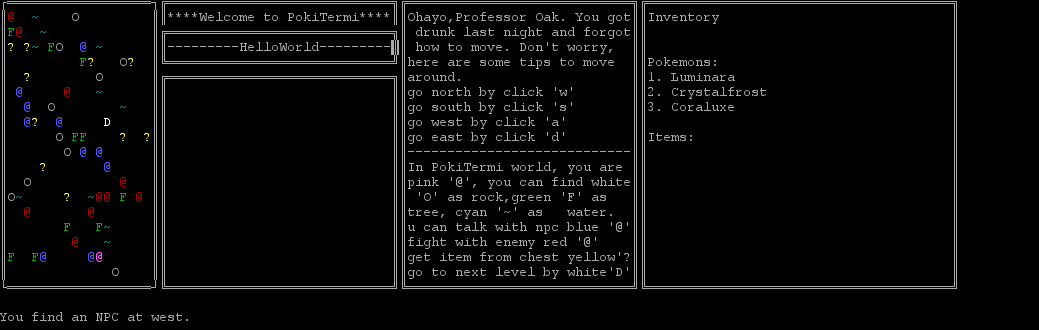 @ ~ O
F@ ~
? ?~ FO @ ~
F? O?
? O
@ @ ~
@ O ~
@? @ D
O FF ? ?
O @ @
? @
O @
O~ ? ~@@ F @
@ @
F F~
@ ~
F F@ @@
O
****Welcome to PokiTermi****
---------HelloWorld---------
Ohayo,Professor Oak. You got
drunk last night and forgot
how to move. Don't worry,
here are some tips to move
around.
go north by click 'w'
go south by click 's'
go west by click 'a'
go east by click 'd'
----------------------------
In PokiTermi world, you are
pink '@', you can find white
'O' as rock,green 'F' as
tree, cyan '~' as   water.
u can talk with npc blue '@'
fight with enemy red '@'
get item from chest yellow'?
go to next level by white'D'
Inventory
Pokemons:
1. Luminara
2. Crystalfrost
3. Coraluxe
Items:
You find an NPC at west.